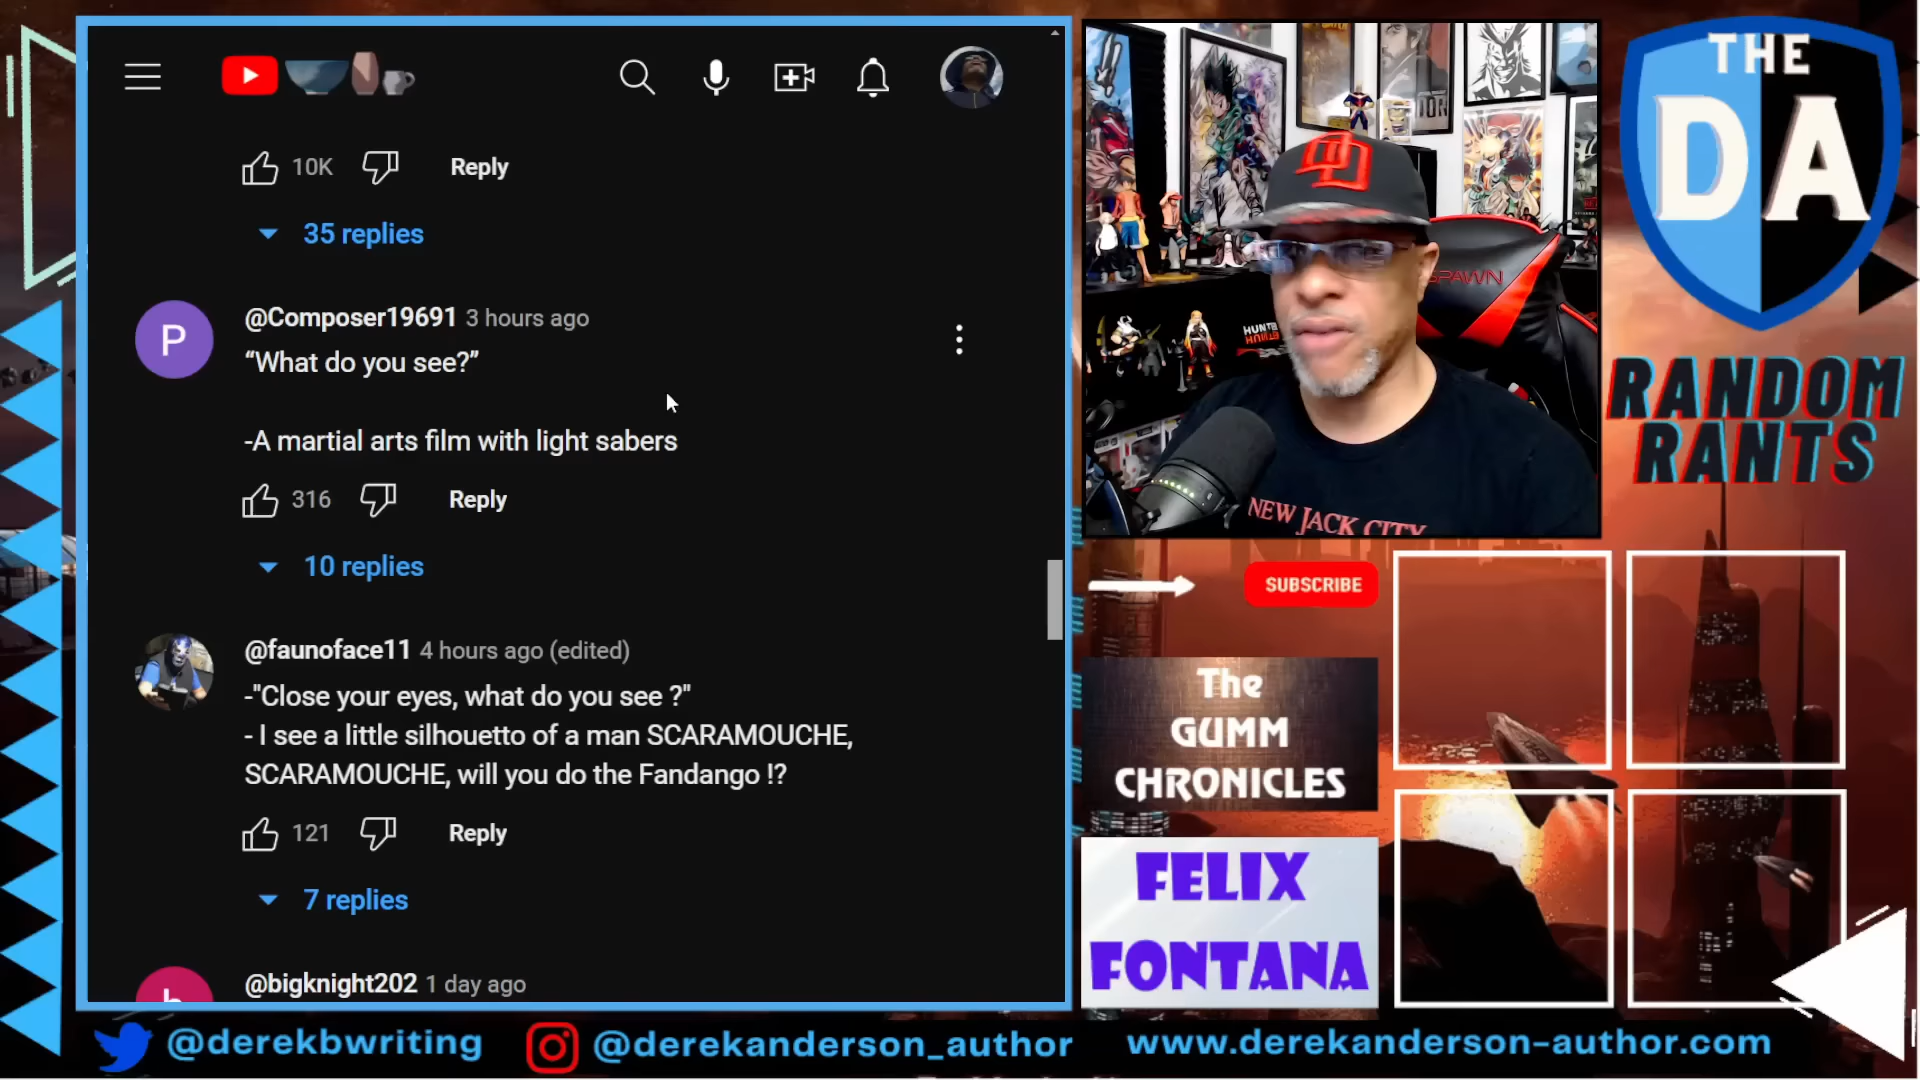 10K Reply
35 replies
P
@Composer19691 3 hours ago
“What do you see?”
-A martial arts film with light sabers
316 Reply
10 replies
@faunoface11 4 hours ago (edited)
-"Close your eyes, what do you see ?"
- I see a little silhouetto of a man SCARAMOUCHE,
SCARAMOUCHE, will you do the Fandango !?
121 Reply
7 replies
@bigknight202 1 day ago
SPAWN
NEW JACK CITY
THE
DA
RANDOM
RANTS
SUBSCRIBE
The
GUMM
CHRONICLES
FELIX
FONTANA
@derekbwriting
@derekanderson_author
www.derekanderson-author.com